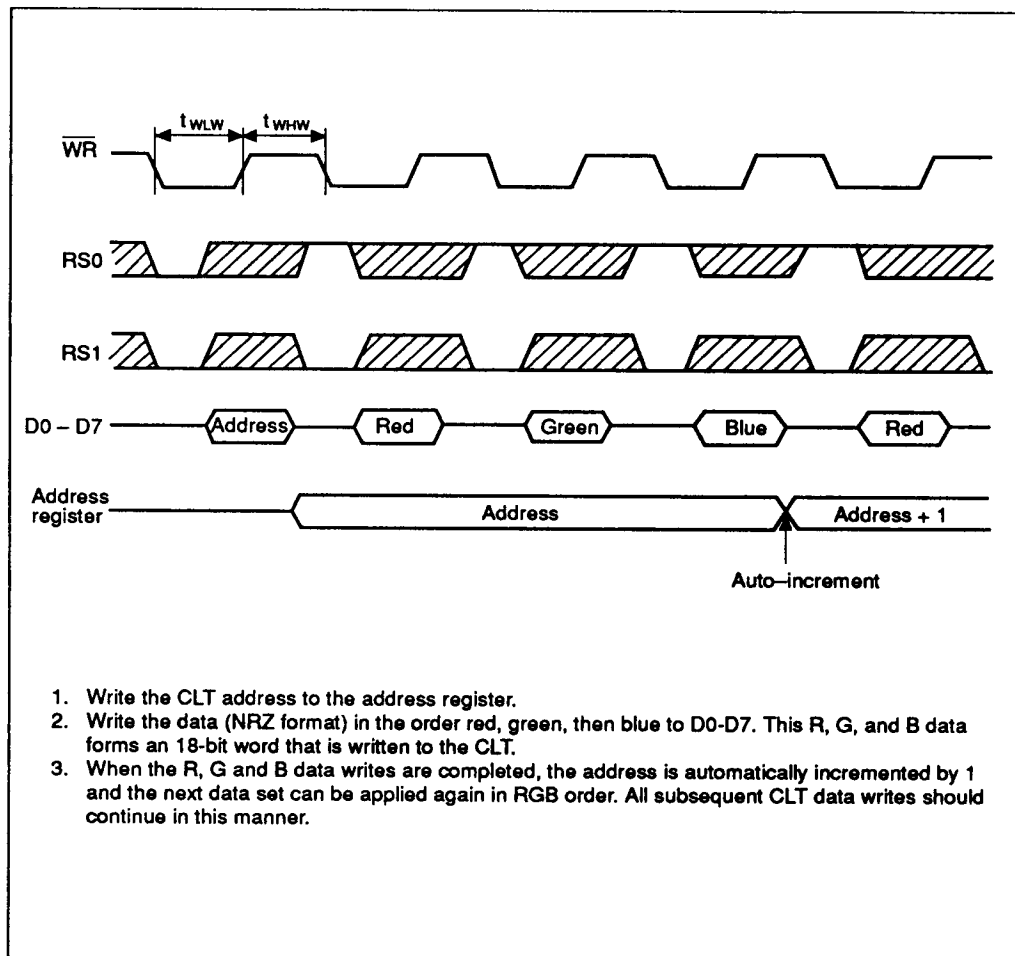 t WLW
t WHW
WR
RS0
RS1
D0 – D7
Address
Red
Green
Blue
Red
Address
register
Address
Address + 1
Auto–increment
1. Write the CLT address to the address register.
2. Write the data (NRZ format) in the order red, green, then blue to D0-D7. This R, G, and B data
forms an 18-bit word that is written to the CLT.
3. When the R, G and B data writes are completed, the address is automatically incremented by 1
and the next data set can be applied again in RGB order. All subsequent CLT data writes should
continue in this manner.